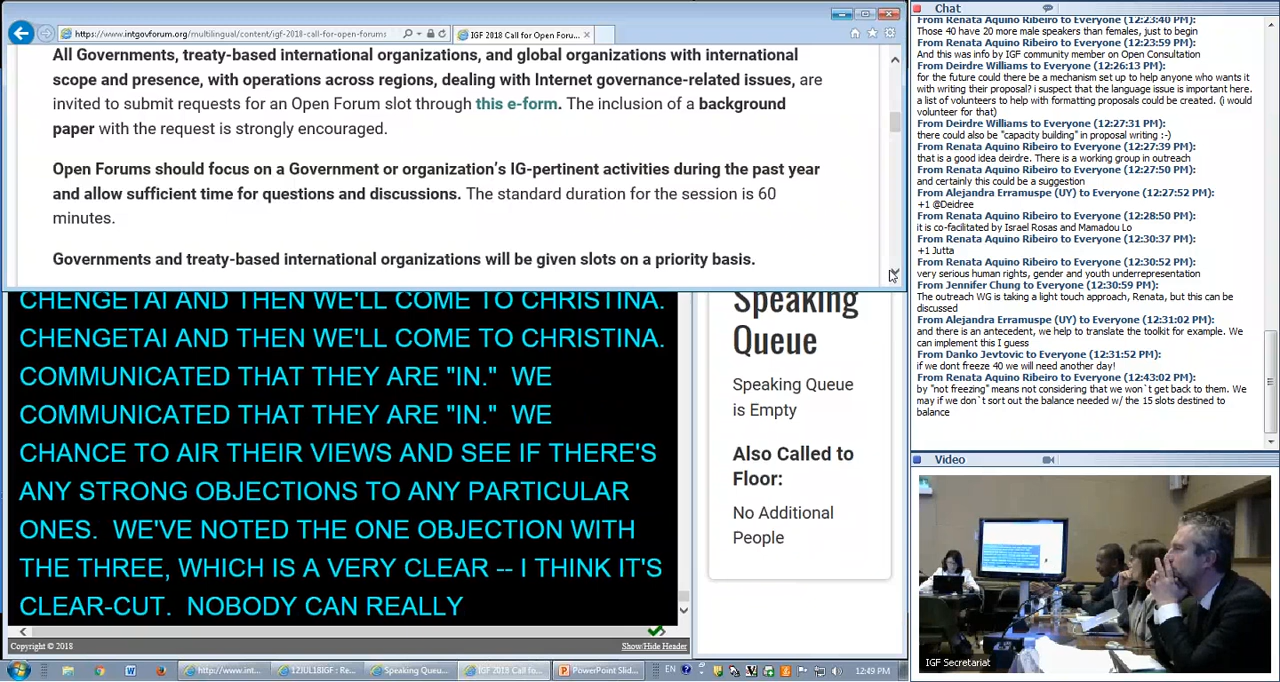 https://www.intgovforum.org/multilingual/content/igf-2018-call-for-open-forums
IGF 2018 Call for Open Foru...
All Governments, treaty-based international organizations, and global organizations with international
scope and presence, with operations across regions, dealing with Internet governance-related issues, are
invited to submit requests for an Open Forum slot through this e-form. The inclusion of a background
paper with the request is strongly encouraged.
Open Forums should focus on a Government or organization's IG-pertinent activities during the past year
and allow sufficient time for questions and discussions. The standard duration for the session is 60
minutes.
Governments and treaty-based international organizations will be given slots on a priority basis.
CHENGETAI AND THEN WE'LL COME TO CHRISTINA.
CHENGETAI AND THEN WE'LL COME TO CHRISTINA.
COMMUNICATED THAT THEY ARE "IN." WE
COMMUNICATED THAT THEY ARE "IN." WE
CHANCE TO AIR THEIR VIEWS AND SEE IF THERE'S
ANY STRONG OBJECTIONS TO ANY PARTICULAR
ONES. WE'VE NOTED THE ONE OBJECTION WITH
THE THREE, WHICH IS A VERY CLEAR -- I THINK IT'S
CLEAR-CUT. NOBODY CAN REALLY
Copyright © 2018
Show/Hide Header
Speaking
Queue
Speaking Queue
is Empty
Also Called to
Floor:
No Additional
People
Chat
From Renata Aquino Ribeiro to Everyone (12:23:40 PM):
Those 40 have 20 more male speakers than females, just to begin
From Renata Aquino Ribeiro to Everyone (12:23:59 PM):
And this was info by IGF community member on Open Consultation
From Deirdre Williams to Everyone (12:26:13 PM):
for the future could there be a mechanism set up to help anyone who wants it
with writing their proposal? i suspect that the language issue is important here.
a list of volunteers to help with formatting proposals could be created. (i would
volunteer for that)
From Deirdre Williams to Everyone (12:27:31 PM):
there could also be "capacity building" in proposal writing :-)
From Renata Aquino Ribeiro to Everyone (12:27:39 PM):
that is a good idea deirdre. There is a working group in outreach
From Renata Aquino Ribeiro to Everyone (12:27:50 PM):
and certainly this could be a suggestion
From Alejandra Erramuspe (UY) to Everyone (12:27:52 PM):
+1 @Deidree
From Renata Aquino Ribeiro to Everyone (12:28:50 PM):
it is co-facilitated by Israel Rosas and Mamadou Lo
From Renata Aquino Ribeiro to Everyone (12:30:37 PM):
+1 Jutta
From Renata Aquino Ribeiro to Everyone (12:30:52 PM):
very serious human rights, gender and youth underrepresentation
From Jennifer Chung to Everyone (12:30:59 PM):
The outreach WG is taking a light touch approach, Renata, but this can be
discussed
From Alejandra Erramuspe (UY) to Everyone (12:31:02 PM):
and there is an antecedent, we help to translate the toolkit for example. We
can implement this I guess
From Danko Jevtovic to Everyone (12:31:52 PM):
if we dont freeze 40 we will need another day!
From Renata Aquino Ribeiro to Everyone (12:43:02 PM):
by "not freezing" means not considering that we won`t get back to them. We
may if we don`t sort out the balance needed w/ the 15 slots destined to
balance
Video
IGF Secretariat
http://www.int...
12JUL18IGF : Re...
Speaking Queu...
IGF 2018 Call fo...
PowerPoint Slid...
EN
12:49 PM